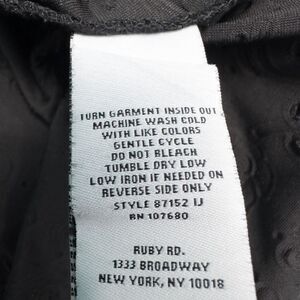 TURN GARMENT INSIDE OUT
MACHINE WASH COLD
WITH LIKE COLORS
GENTLE CYCLE
DO NOT BLEACH
TUMBLE DRY LOW
LOW IRON IF NEEDED ON
REVERSE SIDE ONLY
STYLE 87152 IJ
RN 107680
RUBY RD.
1333 BROADWAY
NEW YORK, NY 10018